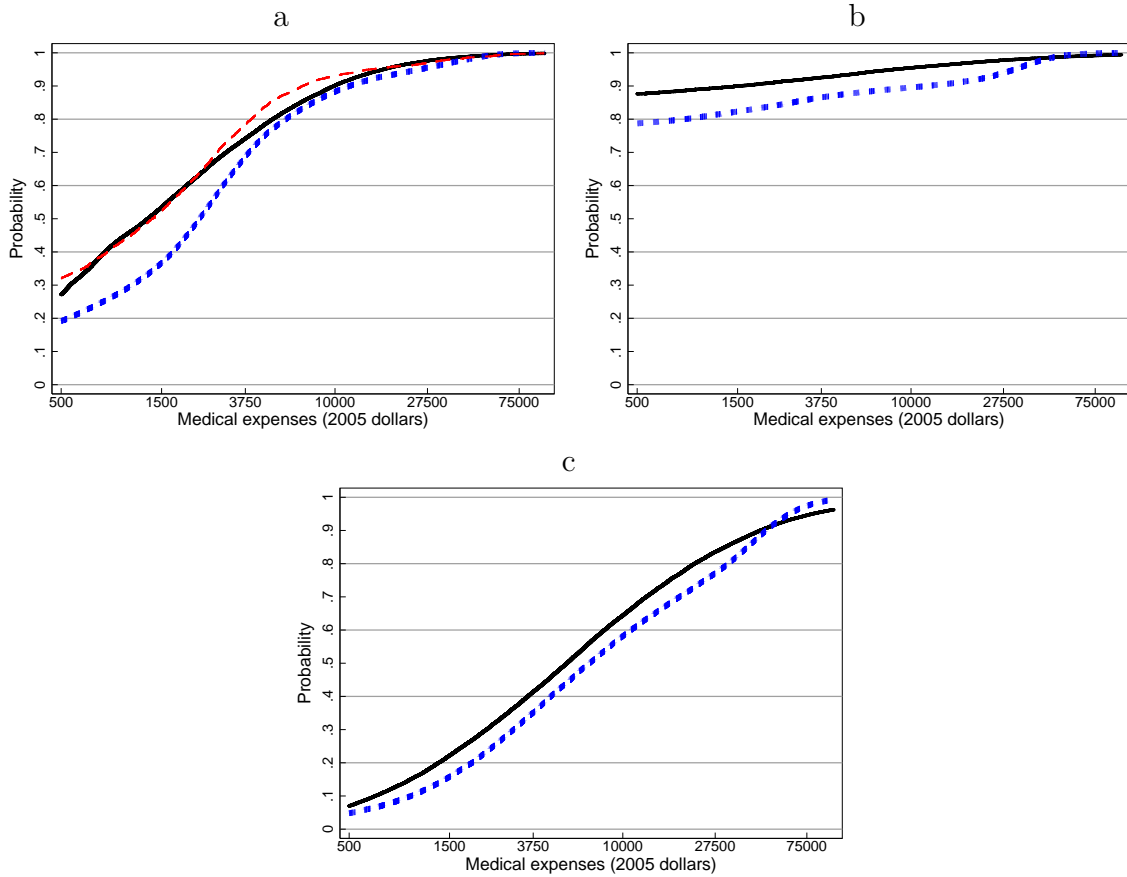 a
Probability
0 .1 .2 .3 .4 .5 .6 .7 .8 .9 1
500 1500 3750 10000 27500 75000
Medical expenses (2005 dollars)
b
Probability
0 .1 .2 .3 .4 .5 .6 .7 .8 .9 1
500 1500 3750 10000 27500 75000
Medical expenses (2005 dollars)
c
Probability
0 .1 .2 .3 .4 .5 .6 .7 .8 .9 1
500 1500 3750 10000 27500 75000
Medical expenses (2005 dollars)